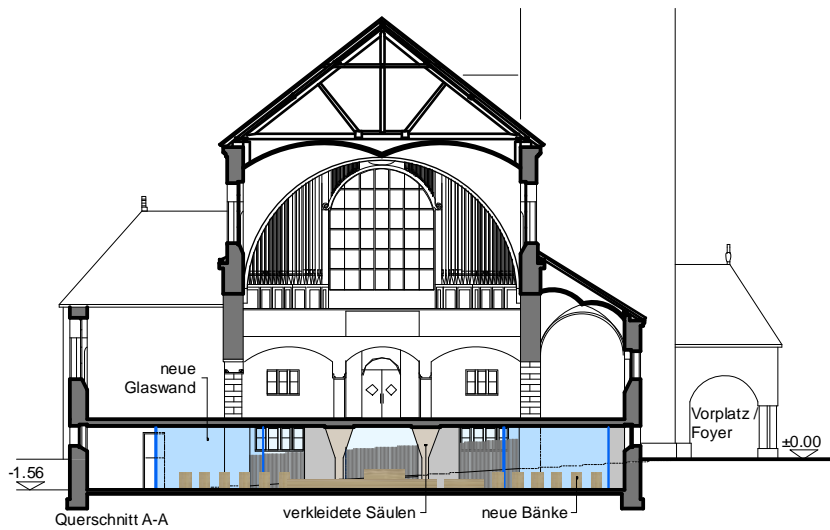 neue
Glaswand
Vorplatz /
Foyer
±0.00
-1.56
Querschnitt A-A
verkleidete Säulen
neue Bänke